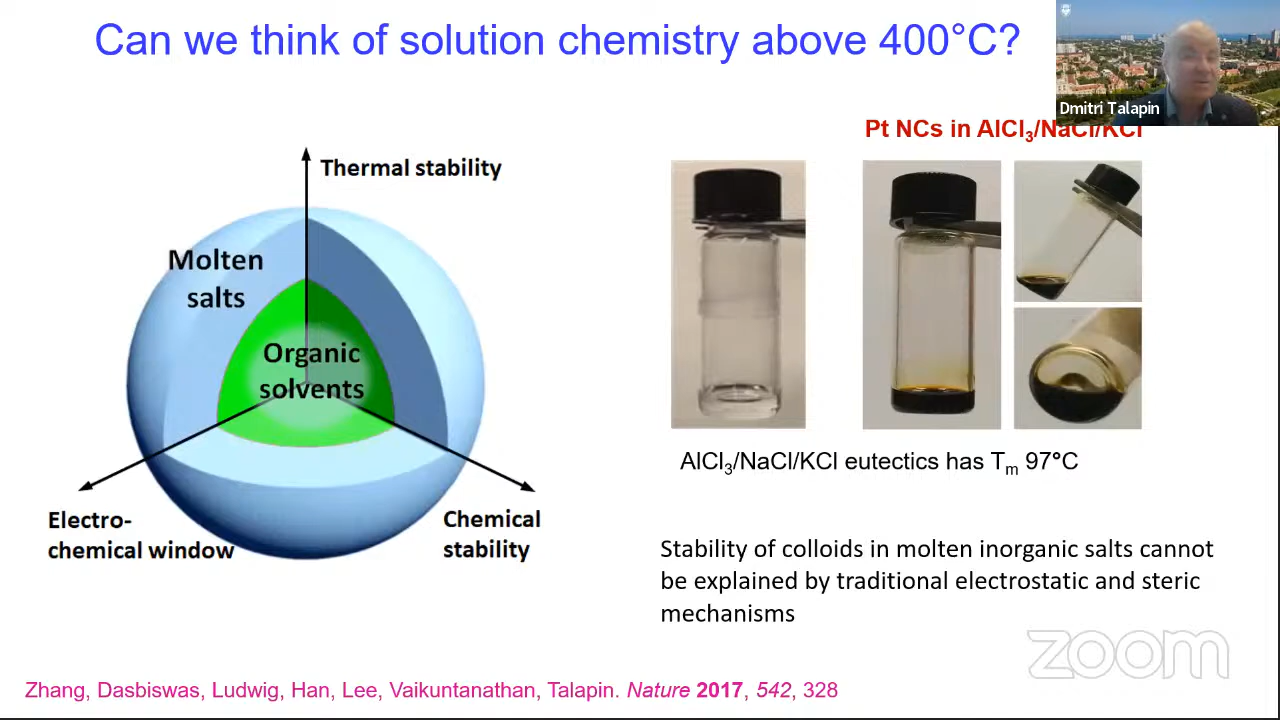 Can we think of solution chemistry above 400°C?
Dmitri Talapin
Pt NCs in AlCl₃/NaCl/KCl
Thermal stability
Molten
salts
Organic
solvents
Electro-
chemical window
Chemical
stability
AlCl₃/NaCl/KCl eutectics has Tₘ 97°C
Stability of colloids in molten inorganic salts cannot
be explained by traditional electrostatic and steric
mechanisms
zoom
Zhang, Dasbiswas, Ludwig, Han, Lee, Vaikuntanathan, Talapin. Nature 2017, 542, 328